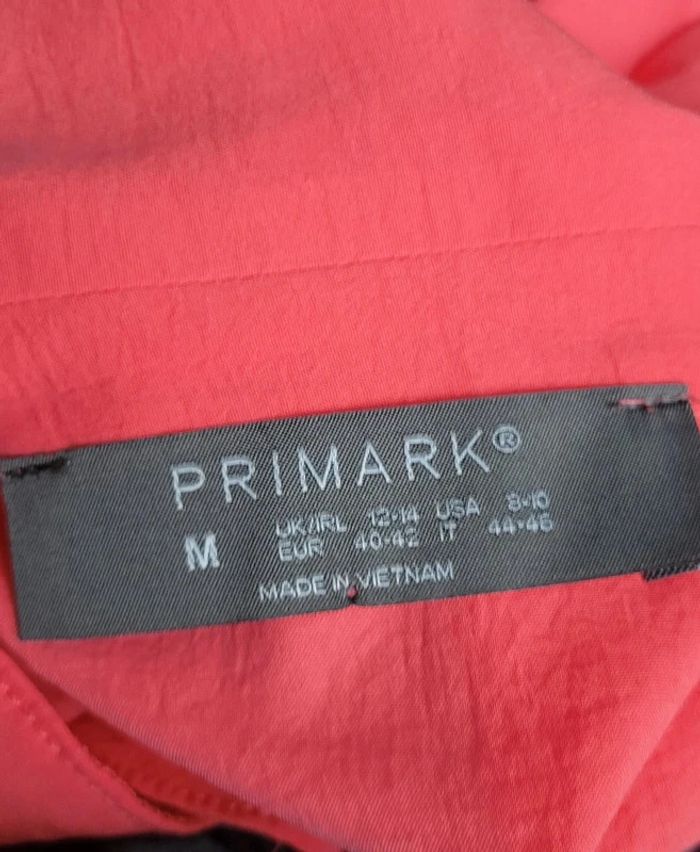 PRIMARK®
M
UK/IRL 12-14 USA 8-10
EUR 40-42 IT 44-46
MADE IN VIETNAM